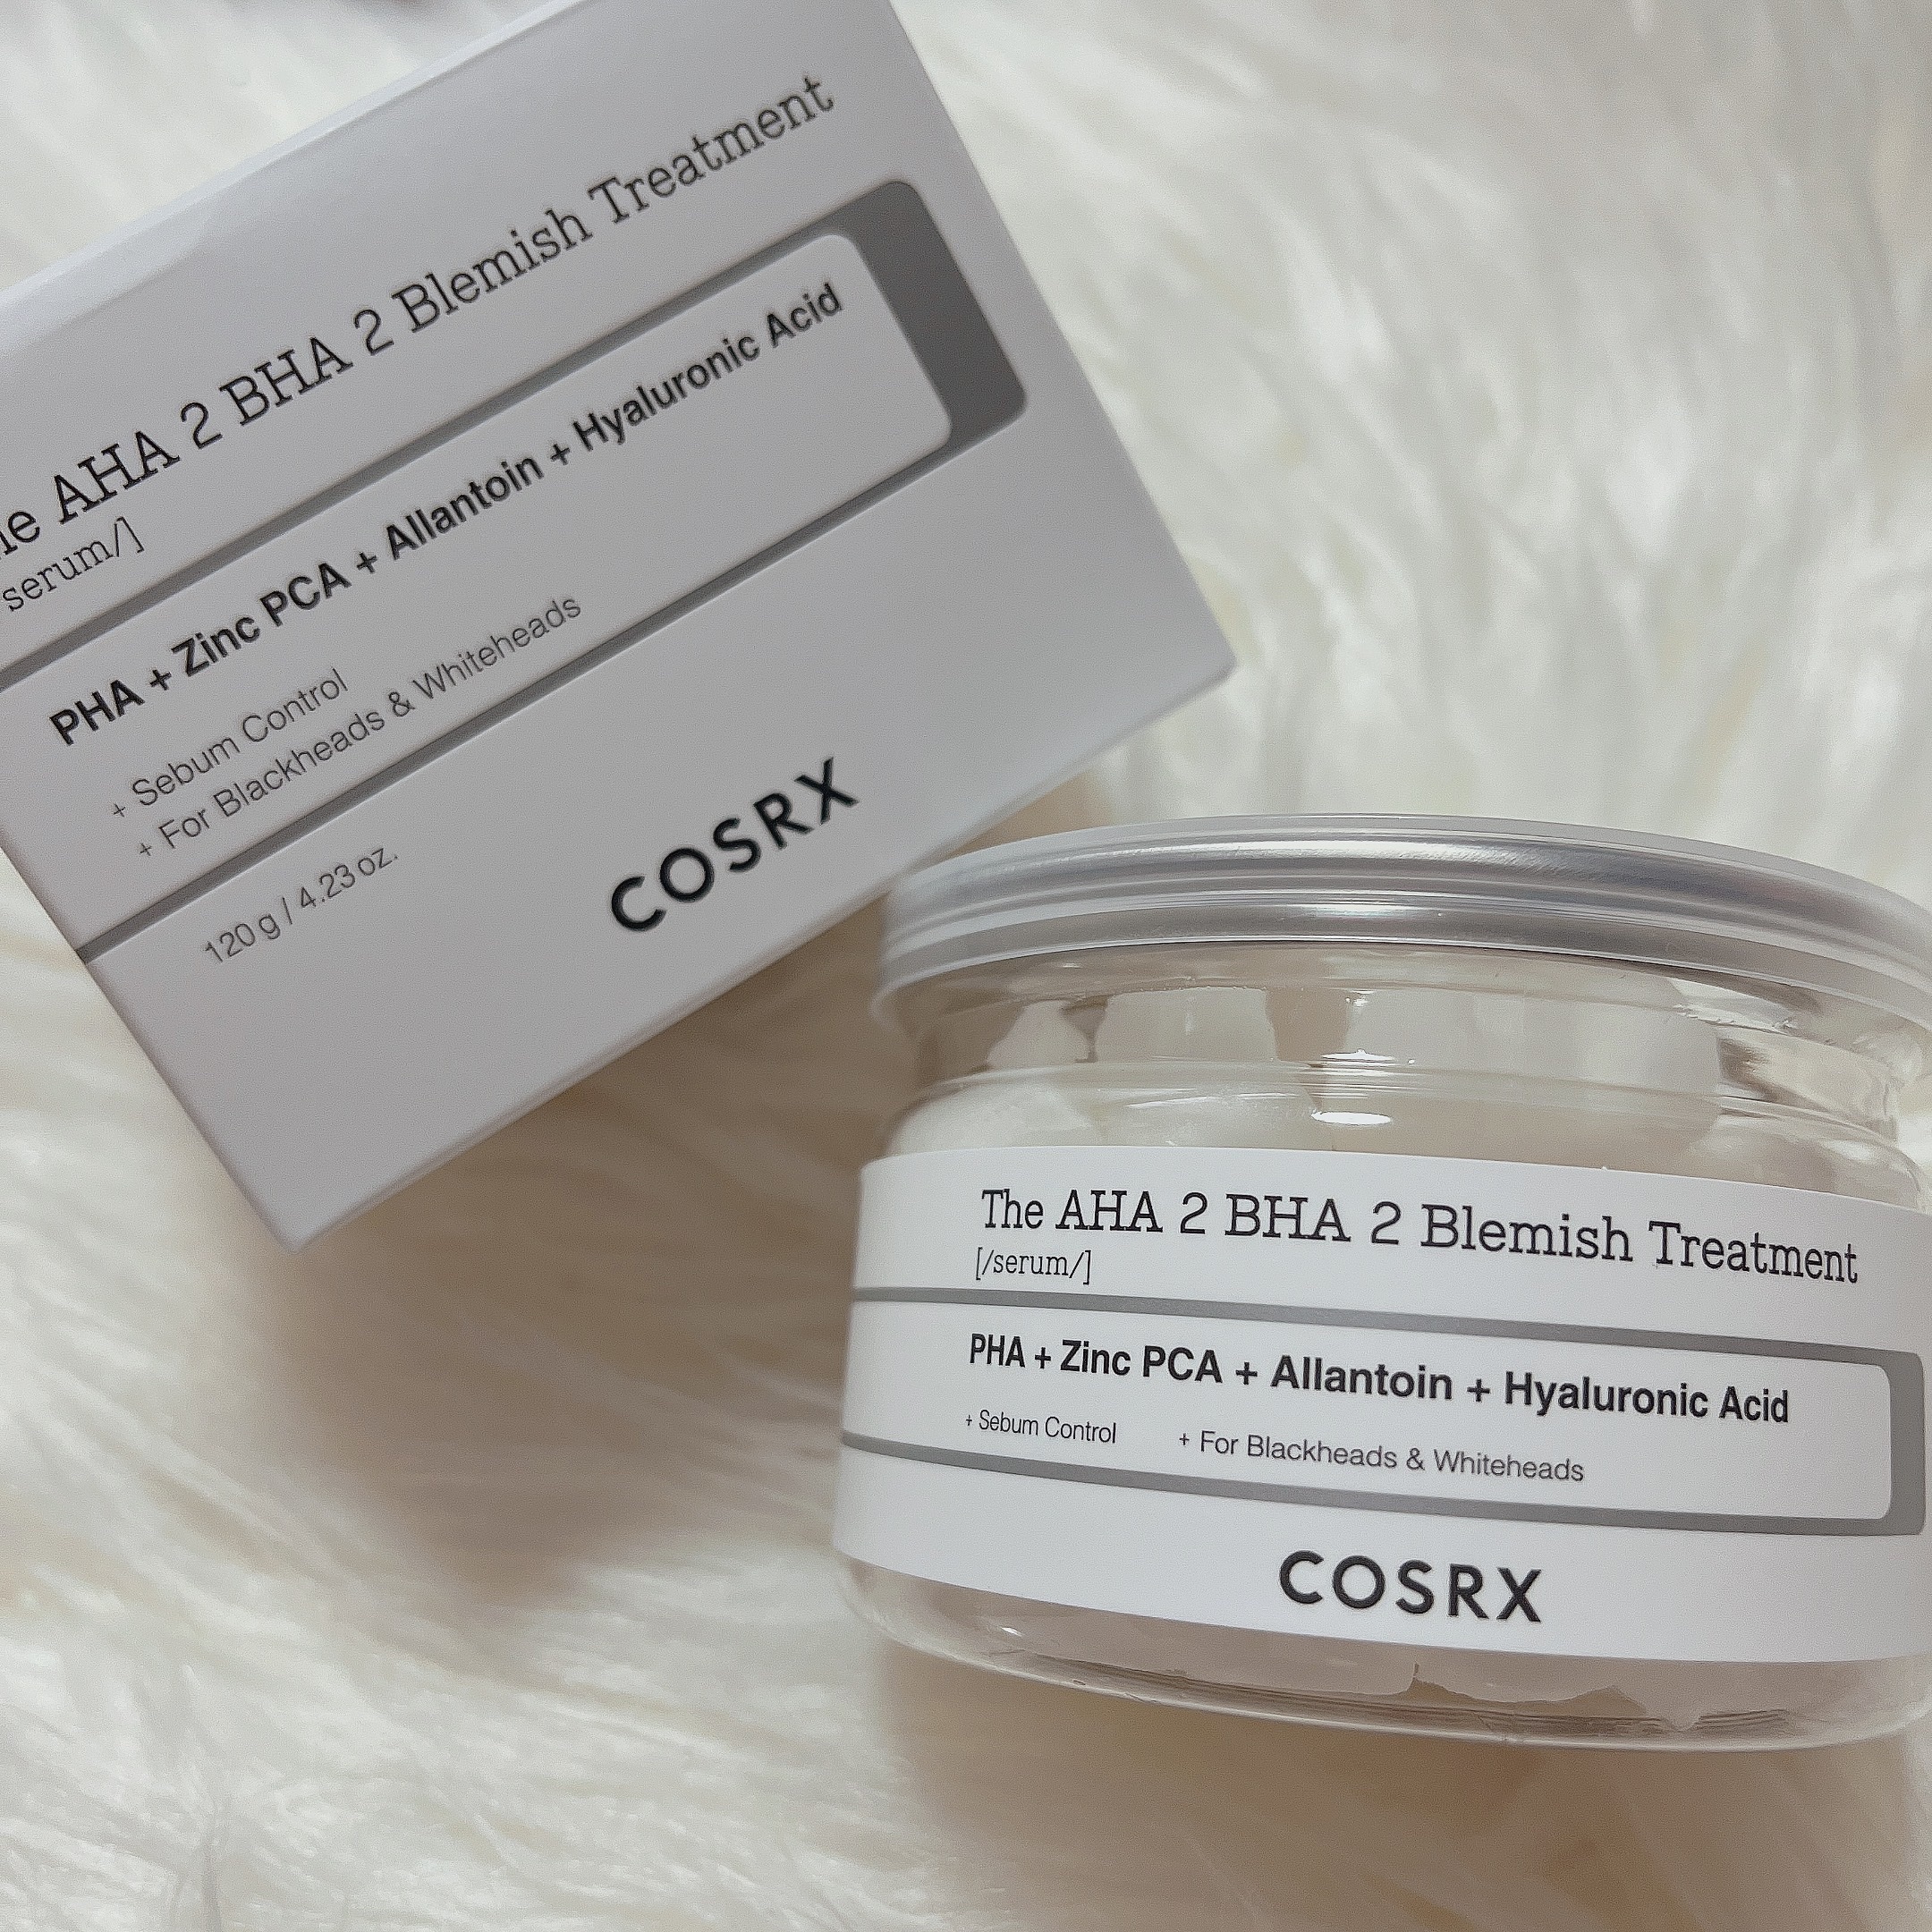 he AHA 2 BHA 2 Blemish Treatment
serum/]
PHA + Zinc PCA + Allantoin + Hyaluronic Acid
+ Sebum Control
+ For Blackheads & Whiteheads
120 g / 4.23 oz.
COSRX
The AHA 2 BHA 2 Blemish Treatment
[/serum/]
PHA + Zinc PCA + Allantoin + Hyaluronic Acid
+ Sebum Control + For Blackheads & Whiteheads
COSRX